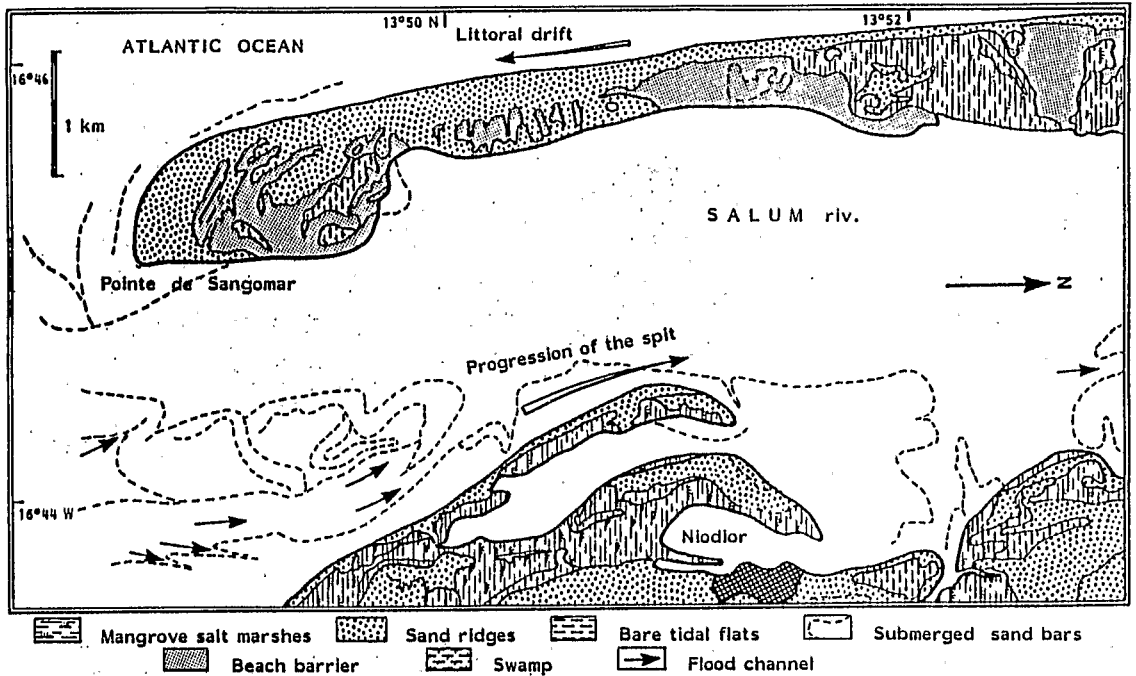 13°50 N
13°52
ATLANTIC OCEAN
Littoral drift
16°46
1 km
SALUM riv.
N
Pointe de Sangomar
Progression of the spit
16°44 W
Niodior
Mangrove salt marshes
Sand ridges
Bare tidal flats
Submerged sand bars
Beach barrier
Swamp
Flood channel